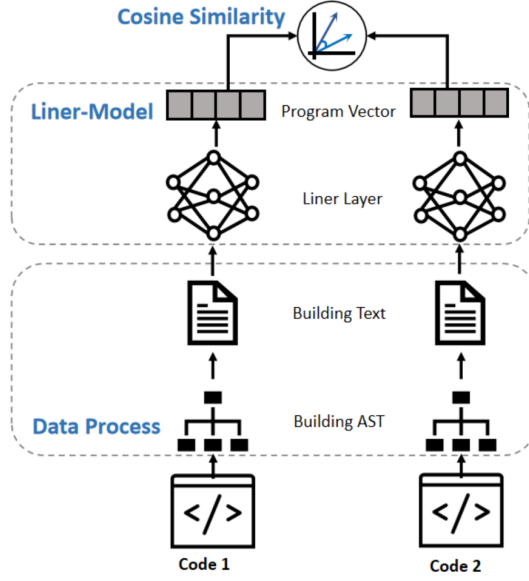 Cosine Similarity
Liner-Model
Program Vector
Liner Layer
Building Text
Data Process
Building AST
</>
</>
Code 1
Code 2